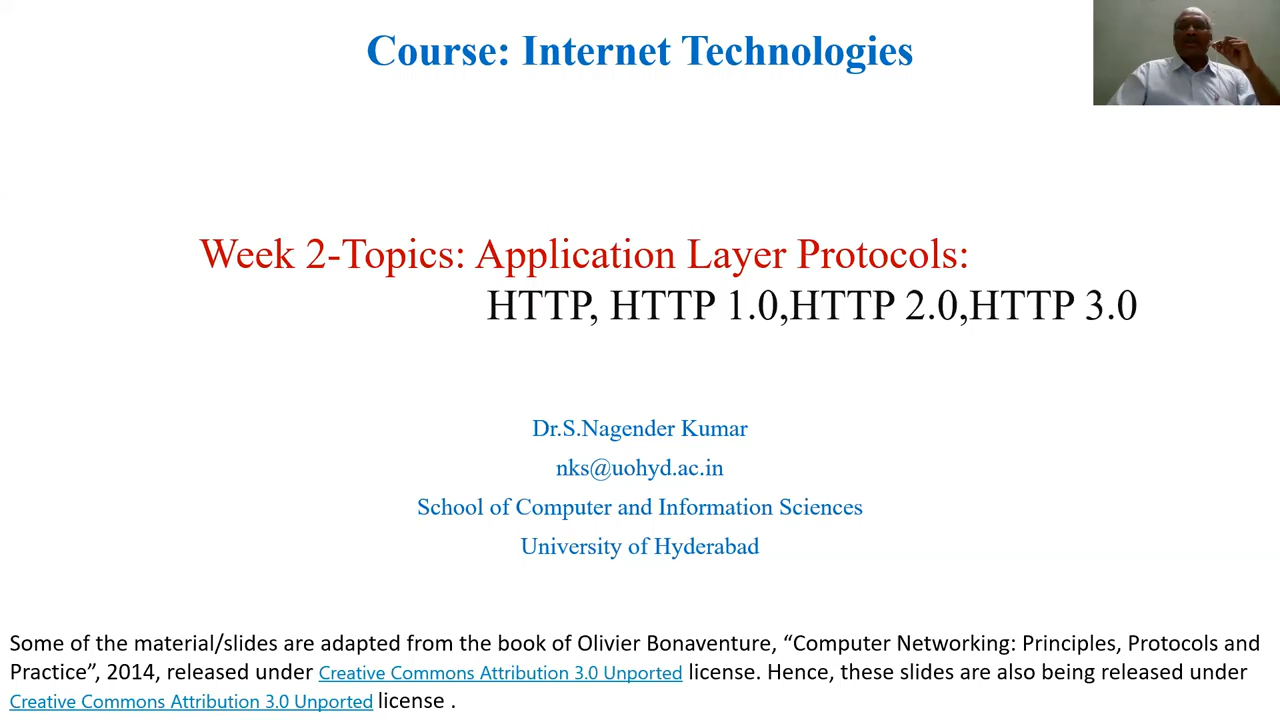 Course: Internet Technologies
Week 2-Topics: Application Layer Protocols:
HTTP, HTTP 1.0,HTTP 2.0,HTTP 3.0
Dr.S.Nagender Kumar
nks@uohyd.ac.in
School of Computer and Information Sciences
University of Hyderabad
Some of the material/slides are adapted from the book of Olivier Bonaventure, “Computer Networking: Principles, Protocols and
Practice”, 2014, released under Creative Commons Attribution 3.0 Unported license. Hence, these slides are also being released under
Creative Commons Attribution 3.0 Unported license .